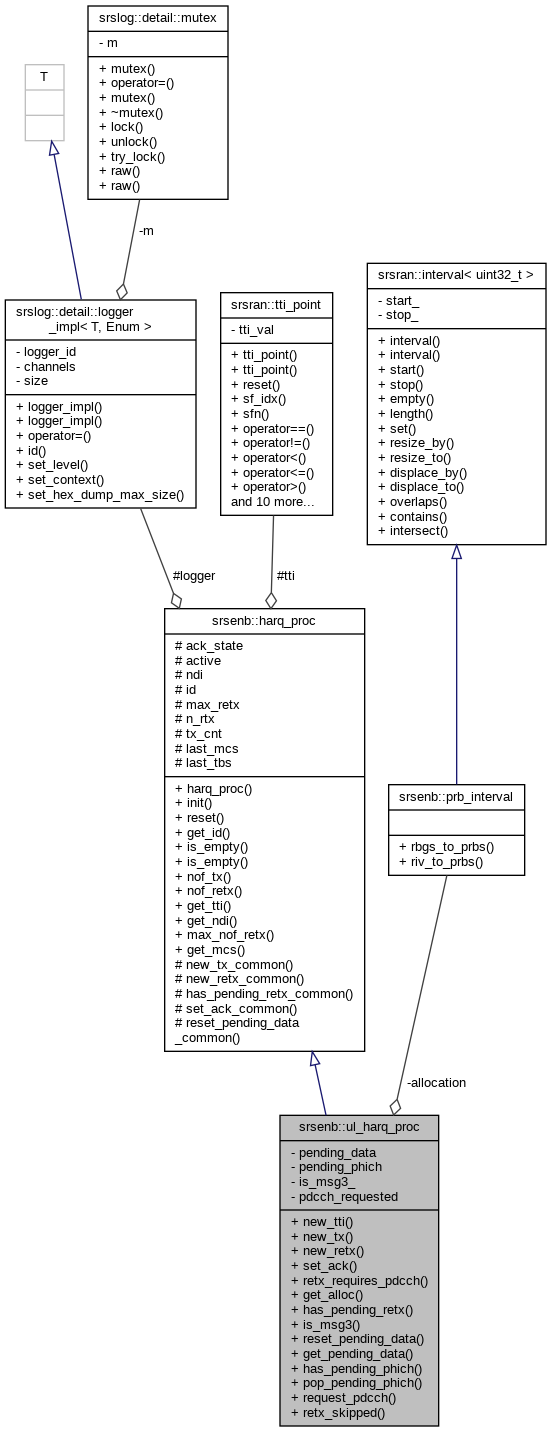 srslog::detail::mutex
- m
+ mutex()
+ operator=()
+ mutex()
+ ~mutex()
+ lock()
+ unlock()
+ try_lock()
+ raw()
+ raw()
T
-m
srslog::detail::logger
_impl< T, Enum >
- logger_id
- channels
- size
+ logger_impl()
+ logger_impl()
+ operator=()
+ id()
+ set_level()
+ set_context()
+ set_hex_dump_max_size()
srsran::tti_point
- tti_val
+ tti_point()
+ tti_point()
+ reset()
+ sf_idx()
+ sfn()
+ operator==()
+ operator!=()
+ operator<()
+ operator<=()
+ operator>()
and 10 more...
srsran::interval< uint32_t >
- start_
- stop_
+ interval()
+ interval()
+ start()
+ stop()
+ empty()
+ length()
+ set()
+ resize_by()
+ resize_to()
+ displace_by()
+ displace_to()
+ overlaps()
+ contains()
+ intersect()
#logger
#tti
srsenb::harq_proc
# ack_state
# active
# ndi
# id
# max_retx
# n_rtx
# tx_cnt
# last_mcs
# last_tbs
+ harq_proc()
+ init()
+ reset()
+ get_id()
+ is_empty()
+ is_empty()
+ nof_tx()
+ nof_retx()
+ get_tti()
+ get_ndi()
+ max_nof_retx()
+ get_mcs()
# new_tx_common()
# new_retx_common()
# has_pending_retx_common()
# set_ack_common()
# reset_pending_data
_common()
srsenb::prb_interval
+ rbgs_to_prbs()
+ riv_to_prbs()
-allocation
srsenb::ul_harq_proc
- pending_data
- pending_phich
- is_msg3_
- pdcch_requested
+ new_tti()
+ new_tx()
+ new_retx()
+ set_ack()
+ retx_requires_pdcch()
+ get_alloc()
+ has_pending_retx()
+ is_msg3()
+ reset_pending_data()
+ get_pending_data()
+ has_pending_phich()
+ pop_pending_phich()
+ request_pdcch()
+ retx_skipped()